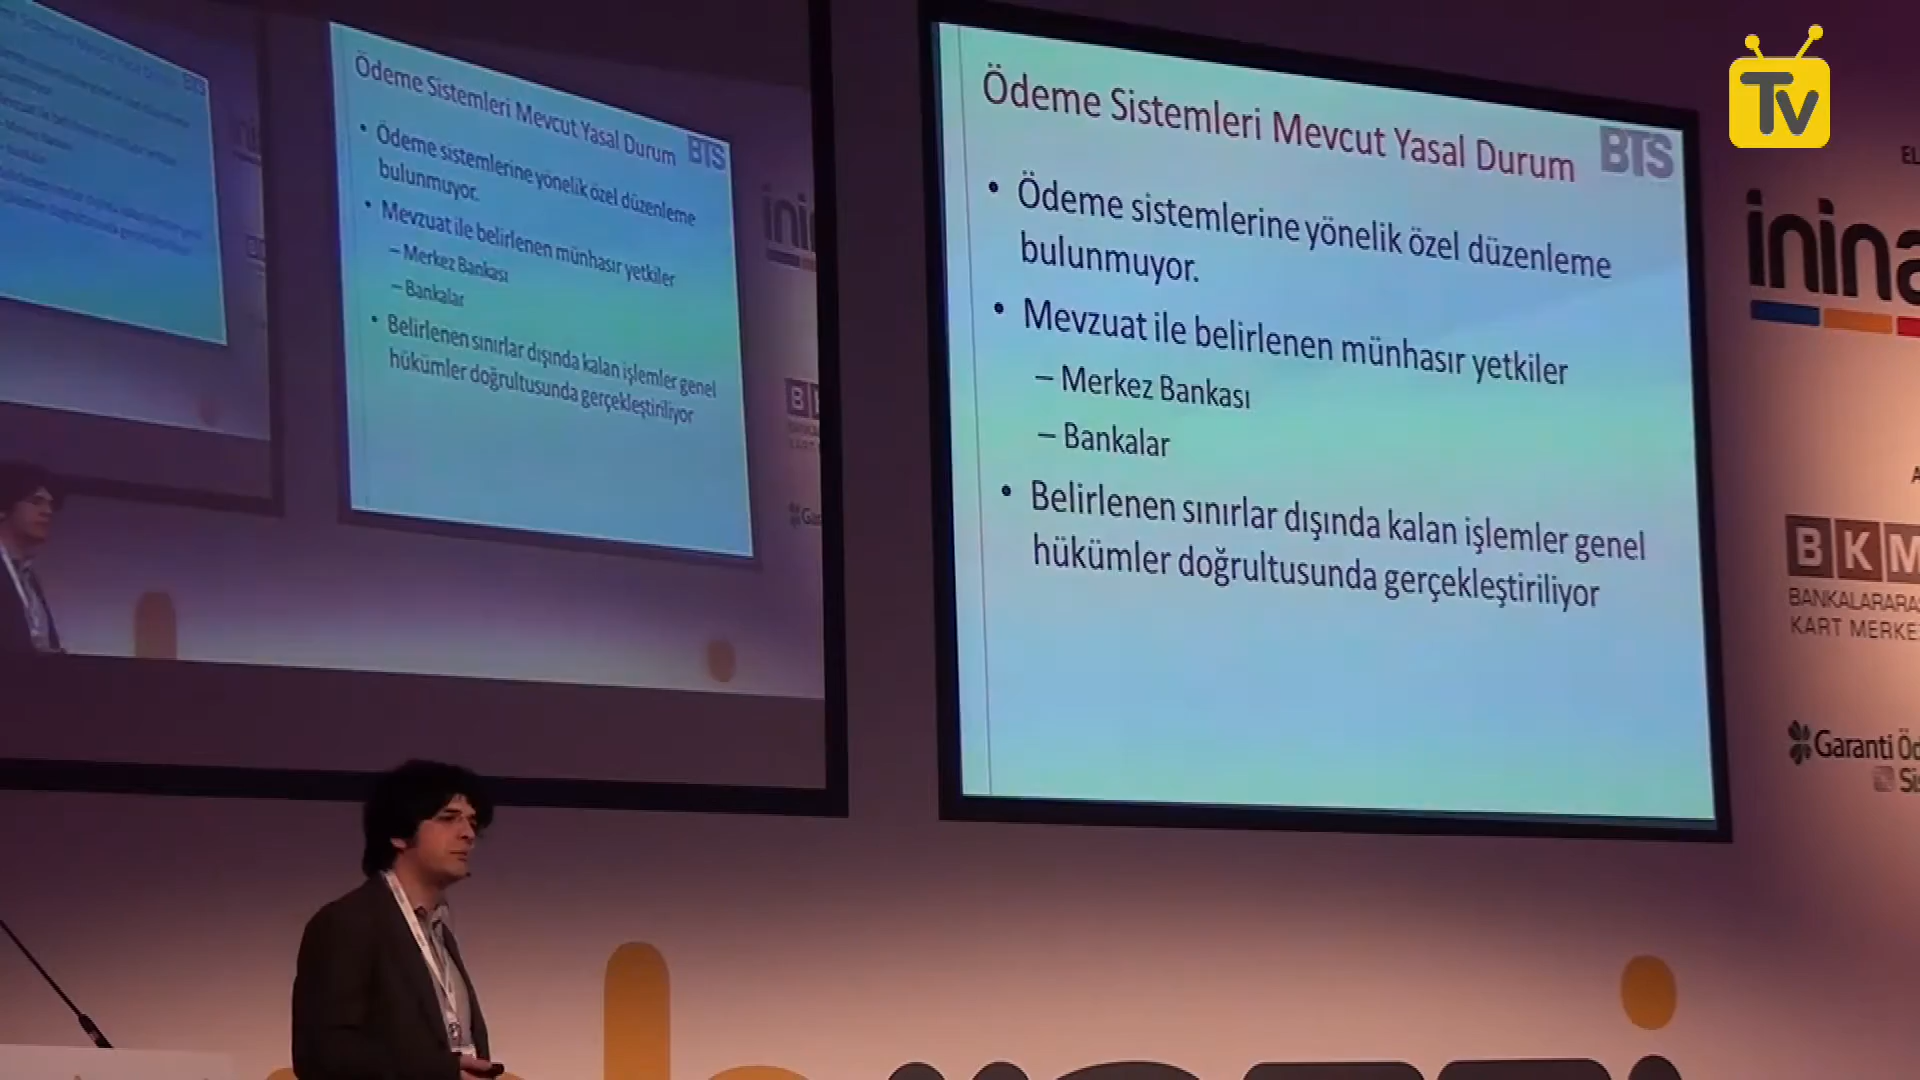 Ödeme Sistemleri Mevcut Yasal Durum
BTS
• Ödeme sistemlerine yönelik özel düzenleme
bulunmuyor.
• Mevzuat ile belirlenen münhasır yetkiler
– Merkez Bankası
– Bankalar
• Belirlenen sınırlar dışında kalan işlemler genel
hükümler doğrultusunda gerçekleştiriliyor
Ödeme Sistemleri Mevcut Yasal Durum
BTS
• Ödeme sistemlerine yönelik özel düzenleme
bulunmuyor.
• Mevzuat ile belirlenen münhasır yetkiler
– Merkez Bankası
– Bankalar
• Belirlenen sınırlar dışında kalan işlemler genel
hükümler doğrultusunda gerçekleştiriliyor
Tv
inina
BKM
BANKALARARAS
KART MERKE
Garanti Öd
Sis